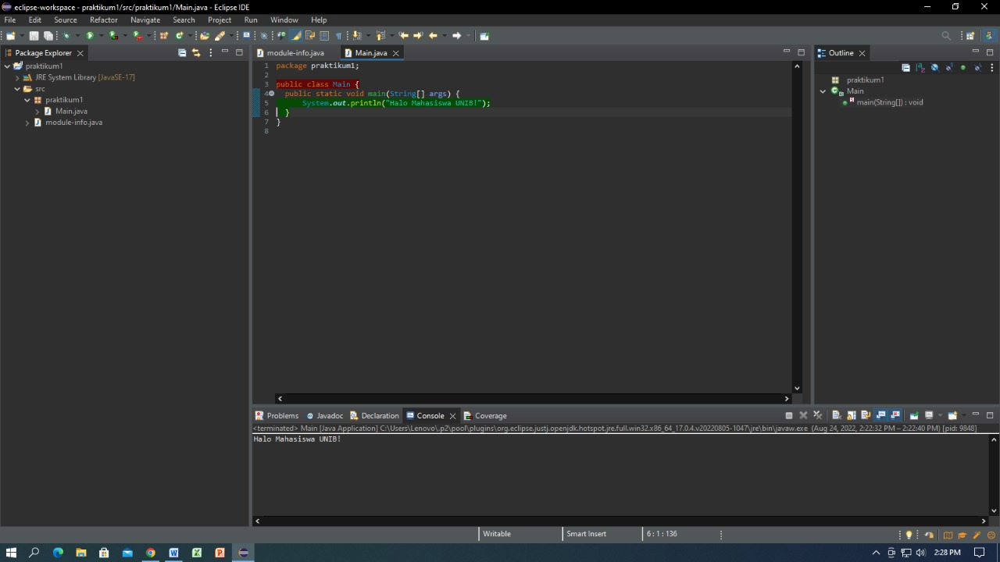 eclipse-workspace - praktikum1/src/praktikum1/Main.java - Eclipse IDE
File Edit Source Refactor Navigate Search Project Run Window Help
Package Explorer
praktikum1
JRE System Library [JavaSE-17]
src
praktikum1
Main.java
module-info.java
module-info.java Main.java
1 package praktikum1;
2
3 public class Main {
4 public static void main(String[] args) {
5 System.out.println("Halo Mahasiswa UNIB!");
6 }
7 }
8
Outline
praktikum1
Main
main(String[]) : void
Problems Javadoc Declaration Console Coverage
<terminated> Main [Java Application] C:\Users\Lenovo\.p2\pool\plugins\org.eclipse.justj.openjdk.hotspot.jre.full.win32.x86_64_17.0.4.v20220805-1047\jre\bin\javaw.exe (Aug 24, 2022, 2:22:32 PM – 2:22:40 PM) [pid: 9848]
Halo Mahasiswa UNIB!
Writable Smart Insert 6 : 1 : 136
2:28 PM